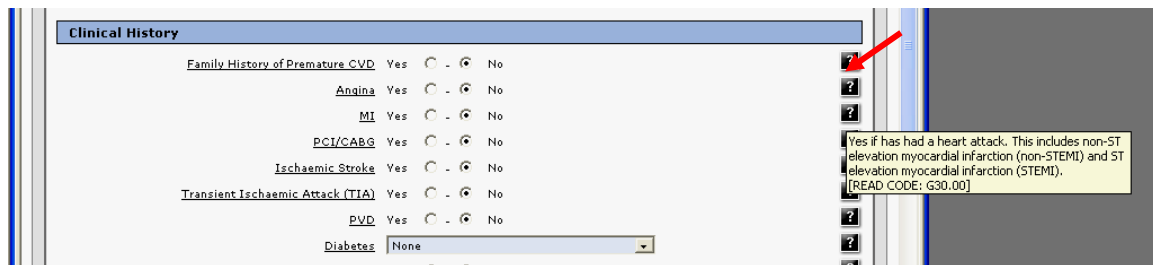 Clinical History
Family History of Premature CVD Yes - No ?
Angina Yes - No ?
MI Yes - No ?
PCI/CABG Yes - No
Yes if has had a heart attack. This includes non-ST
elevation myocardial infarction (non-STEMI) and ST
elevation myocardial infarction (STEMI).
[READ CODE: G30.00]
Ischaemic Stroke Yes - No
Transient Ischaemic Attack (TIA) Yes - No
PVD Yes - No ?
Diabetes None ?